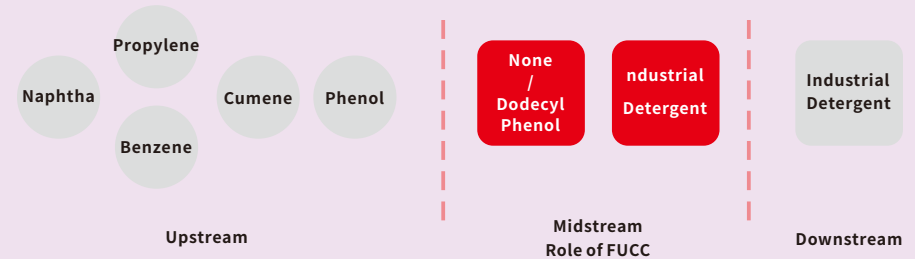 Naphtha
Propylene
Benzene
Cumene
Phenol
Upstream
None
/
Dodecyl
Phenol
ndustrial
Detergent
Midstream
Role of FUCC
Industrial
Detergent
Downstream